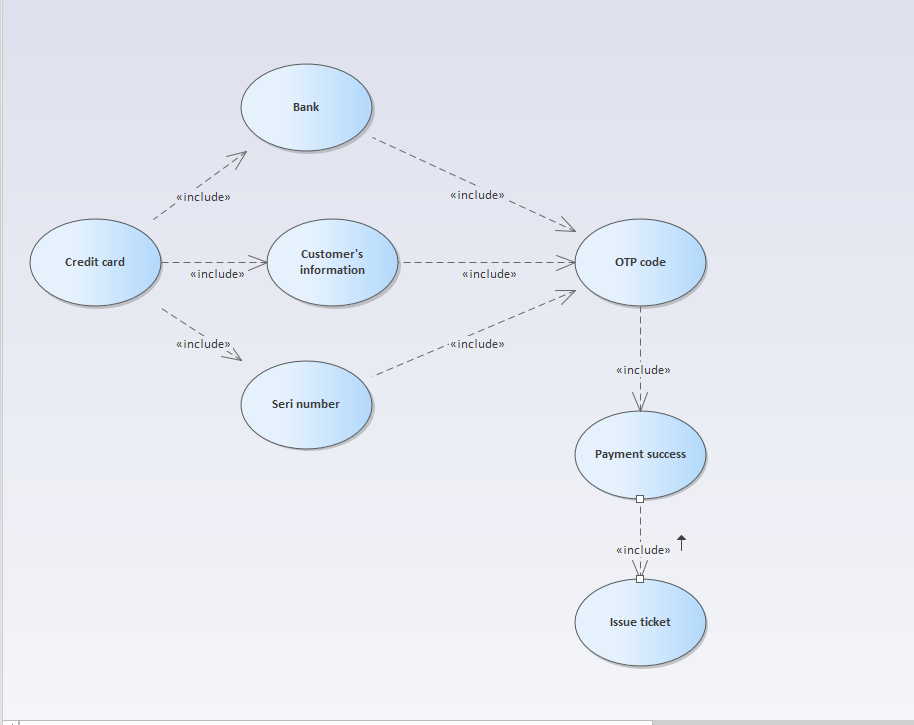 Bank
«include»
«include»
Credit card
Customer's
information
OTP code
«include»
«include»
«include»
«include»
Seri number
«include»
Payment success
«include»
Issue ticket